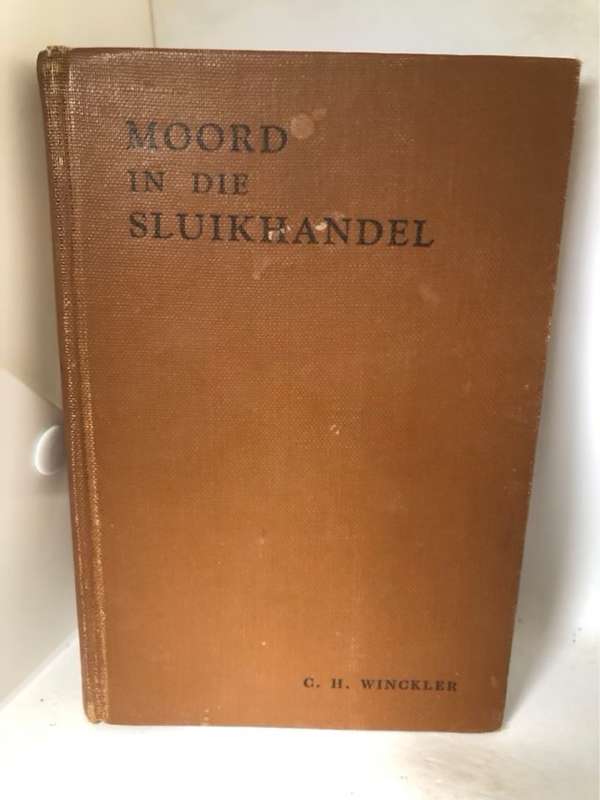 MOORD
IN DIE
SLUIKHANDEL
C. H. WINCKLER